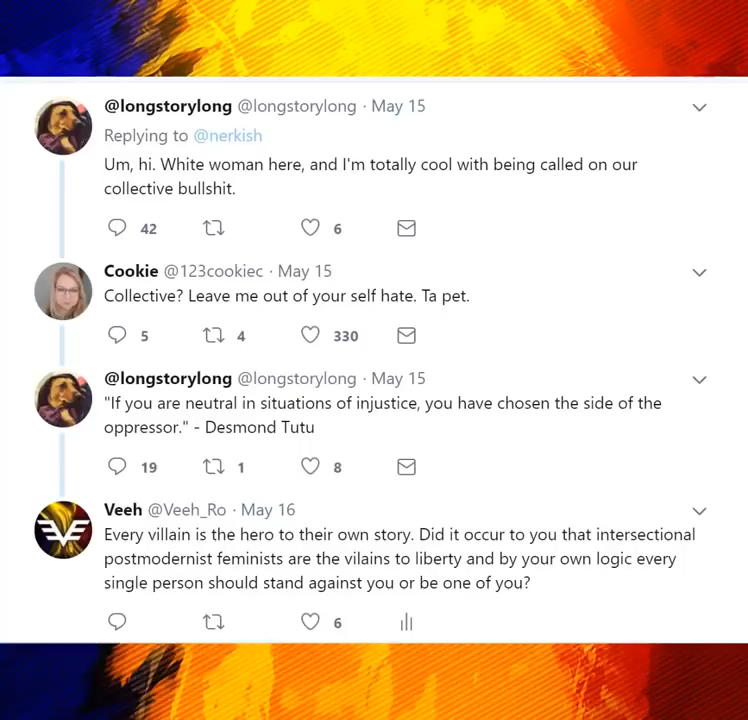 @longstorylong @longstorylong · May 15
Replying to @nerkish
Um, hi. White woman here, and I'm totally cool with being called on our
collective bullshit.
42 6
Cookie @123cookiec · May 15
Collective? Leave me out of your self hate. Ta pet.
5 4 330
@longstorylong @longstorylong · May 15
"If you are neutral in situations of injustice, you have chosen the side of the
oppressor." - Desmond Tutu
19 1 8
Veeh @Veeh_Ro · May 16
Every villain is the hero to their own story. Did it occur to you that intersectional
postmodernist feminists are the vilains to liberty and by your own logic every
single person should stand against you or be one of you?
6